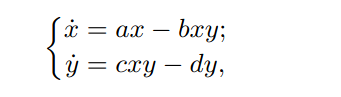 ẋ = ax − bxy;
ẏ = cxy − dy,